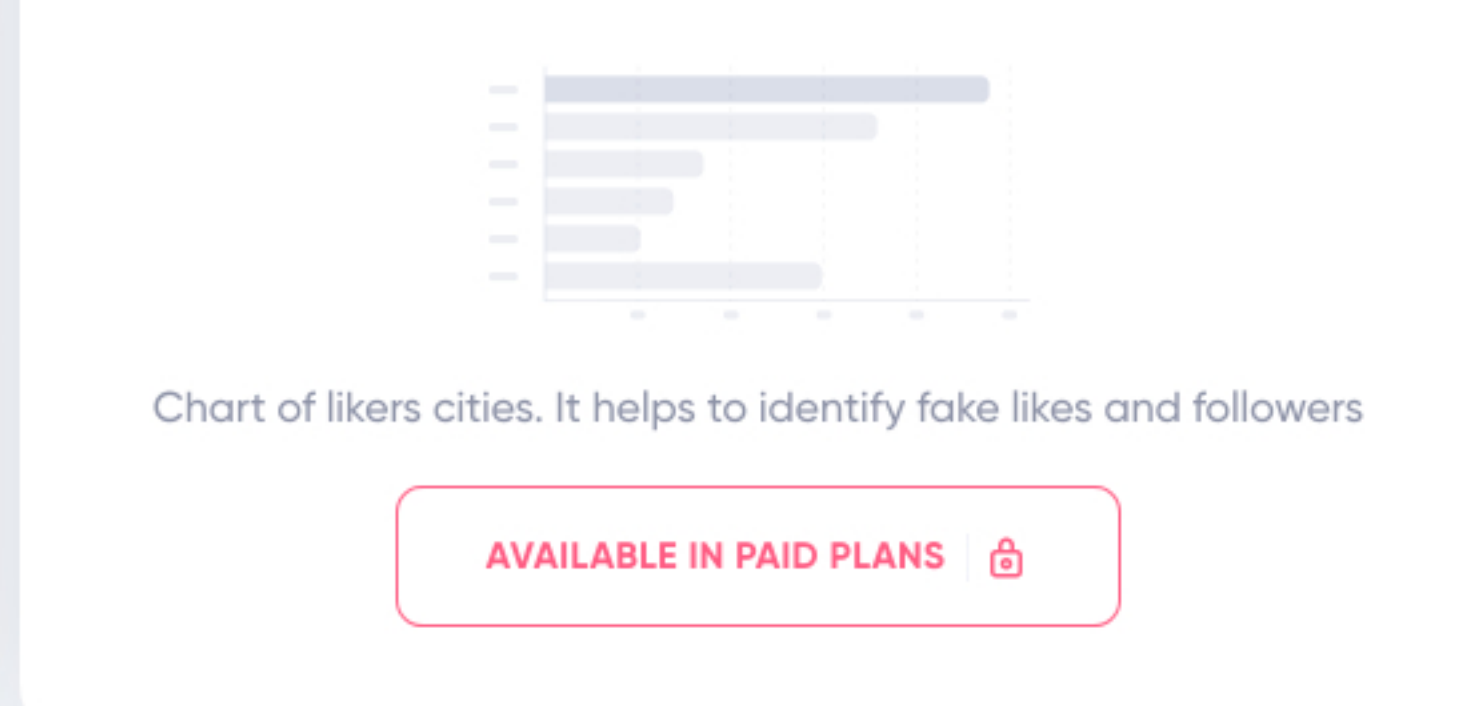 Chart of likers cities. It helps to identify fake likes and followers
AVAILABLE IN PAID PLANS